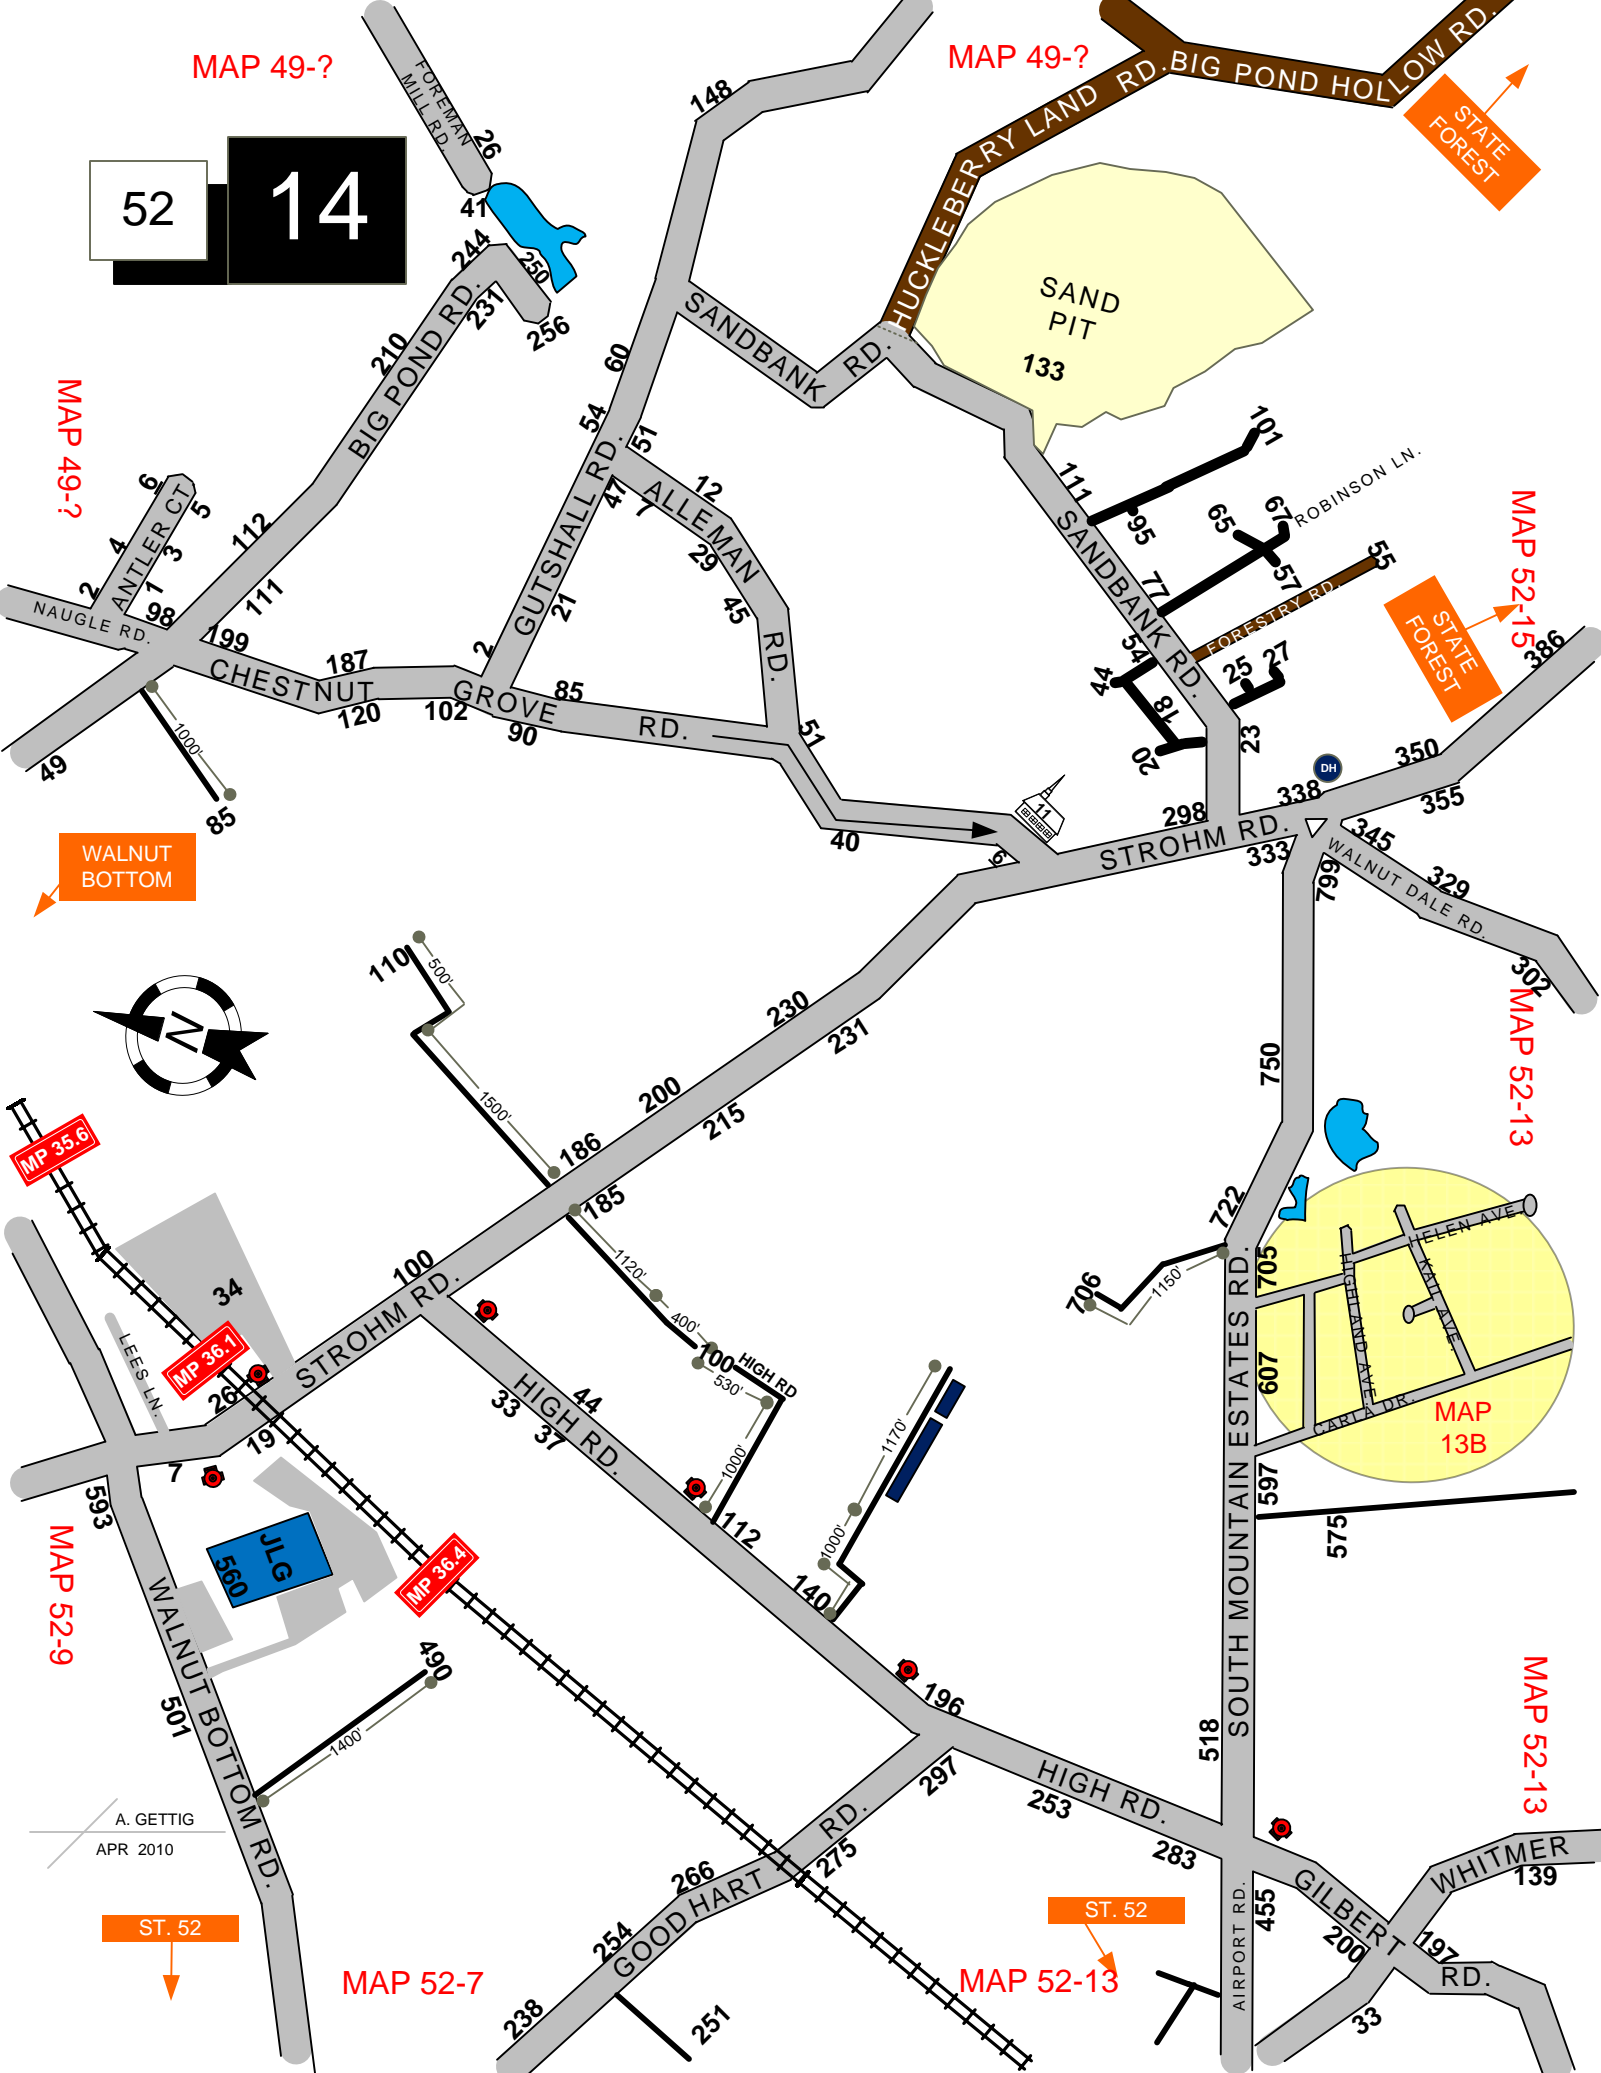 MAP 49-?
MAP 49-?
FOREMAN
MILL RD.
26
41
148
HUCKLEBERRY LAND RD.
BIG POND HOLLOW RD.
STATE
FOREST
52
14
244
250
231
256
210
BIG POND RD.
SAND
PIT
133
SANDBANK RD.
60
54
51
47
MAP 49-?
6
5
4
3
2
1
ANTLER CT
NAUGLE RD.
98
112
111
199
GUTSHALL RD.
21
2
7
12
29
45
ALLEMAN RD.
51
CHESTNUT GROVE RD.
187
120
102
85
90
40
49
1000'
85
101
111
95
65
67
57
ROBINSON LN.
77
SANDBANK RD.
FORESTRY RD.
55
54
44
18
20
25
27
23
MAP 52-15
STATE
FOREST
386
350
355
DH
338
298
333
345
STROHM RD.
11
6
799
WALNUT DALE RD.
329
302
MAP 52-13
WALNUT
BOTTOM
N
110
500'
1500'
230
231
200
215
186
185
750
722
706
1150'
705
607
597
575
518
SOUTH MOUNTAIN ESTATES RD.
HELEN AVE.
KALI AVE.
HIGHLAND AVE.
CARLA DR.
MAP
13B
MP 35.6
MP 36.1
MP 36.4
34
LEES LN.
26
19
7
100
STROHM RD.
1120'
400'
100
HIGH RD
530'
1000'
HIGH RD.
33
44
37
112
1170'
1000'
140
196
593
MAP 52-9
JLG
560
WALNUT BOTTOM RD.
501
490
1400'
A. GETTIG
APR 2010
ST. 52
MAP 52-7
GOOD HART RD.
238
254
266
275
297
251
HIGH RD.
253
283
MAP 52-13
ST. 52
MAP 52-13
AIRPORT RD.
455
GILBERT RD.
200
197
WHITMER
139
33